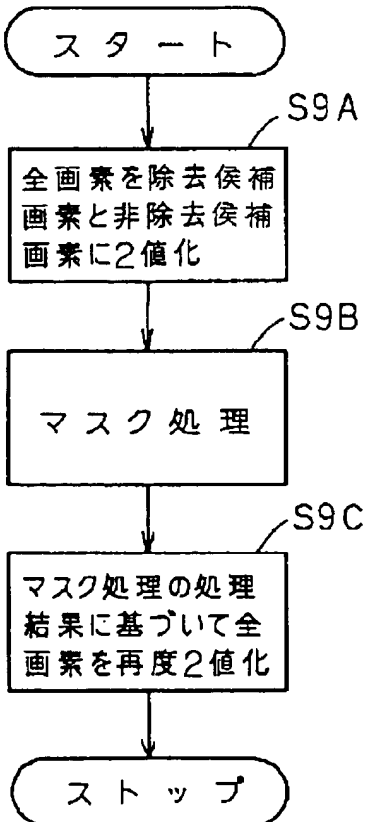 スタート
S9A
全画素を除去侯補
画素と非除去侯補
画素に2値化
S9B
マスク処理
S9C
マスク処理の処理
結果に基づいて全
画素を再度2値化
ストップ